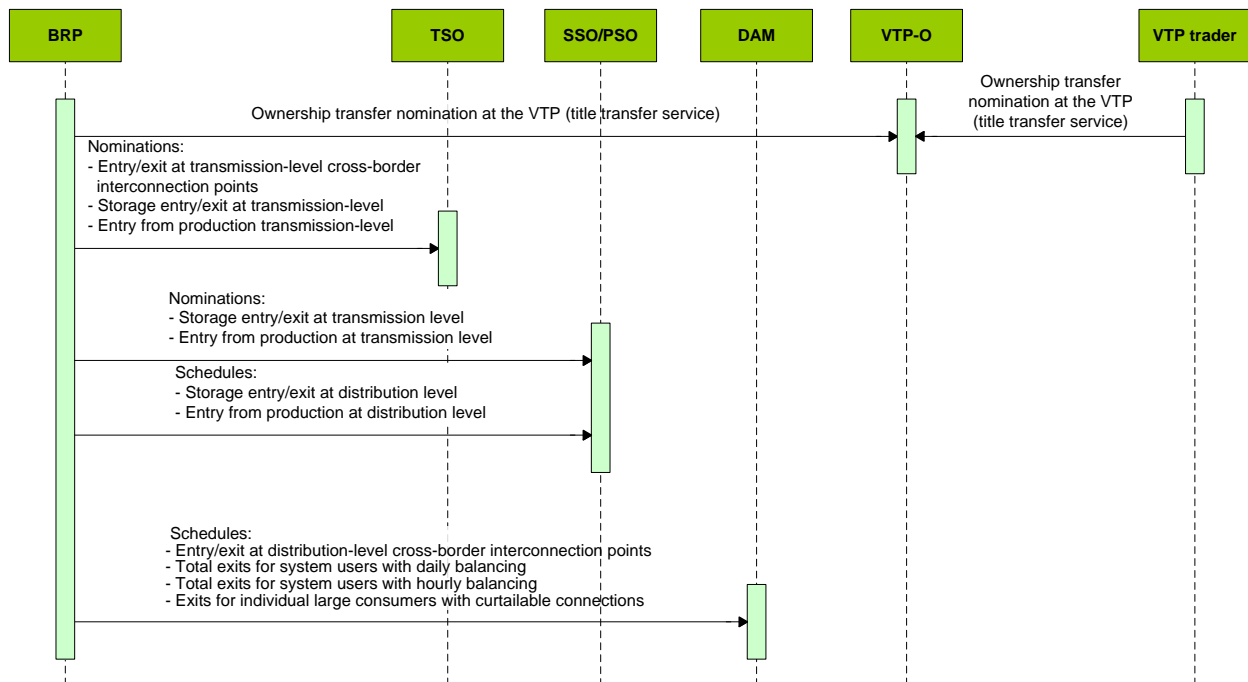 BRP
TSO
SSO/PSO
DAM
VTP-O
VTP trader
Ownership transfer nomination at the VTP (title transfer service)
Ownership transfer
nomination at the VTP
(title transfer service)
Nominations:
- Entry/exit at transmission-level cross-border
interconnection points
- Storage entry/exit at transmission-level
- Entry from production transmission-level
Nominations:
- Storage entry/exit at transmission level
- Entry from production at transmission level
Schedules:
- Storage entry/exit at distribution level
- Entry from production at distribution level
Schedules:
- Entry/exit at distribution-level cross-border interconnection points
- Total exits for system users with daily balancing
- Total exits for system users with hourly balancing
- Exits for individual large consumers with curtailable connections